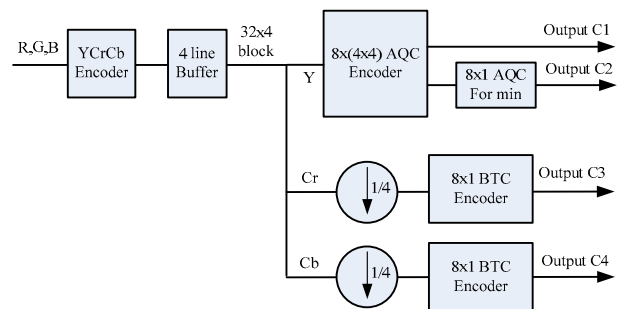 R,G,B
YCrCb
Encoder
4 line
Buffer
32x4
block
Y
8x(4x4) AQC
Encoder
Output C1
8x1 AQC
For min
Output C2
Cr
1/4
8x1 BTC
Encoder
Output C3
Cb
1/4
8x1 BTC
Encoder
Output C4